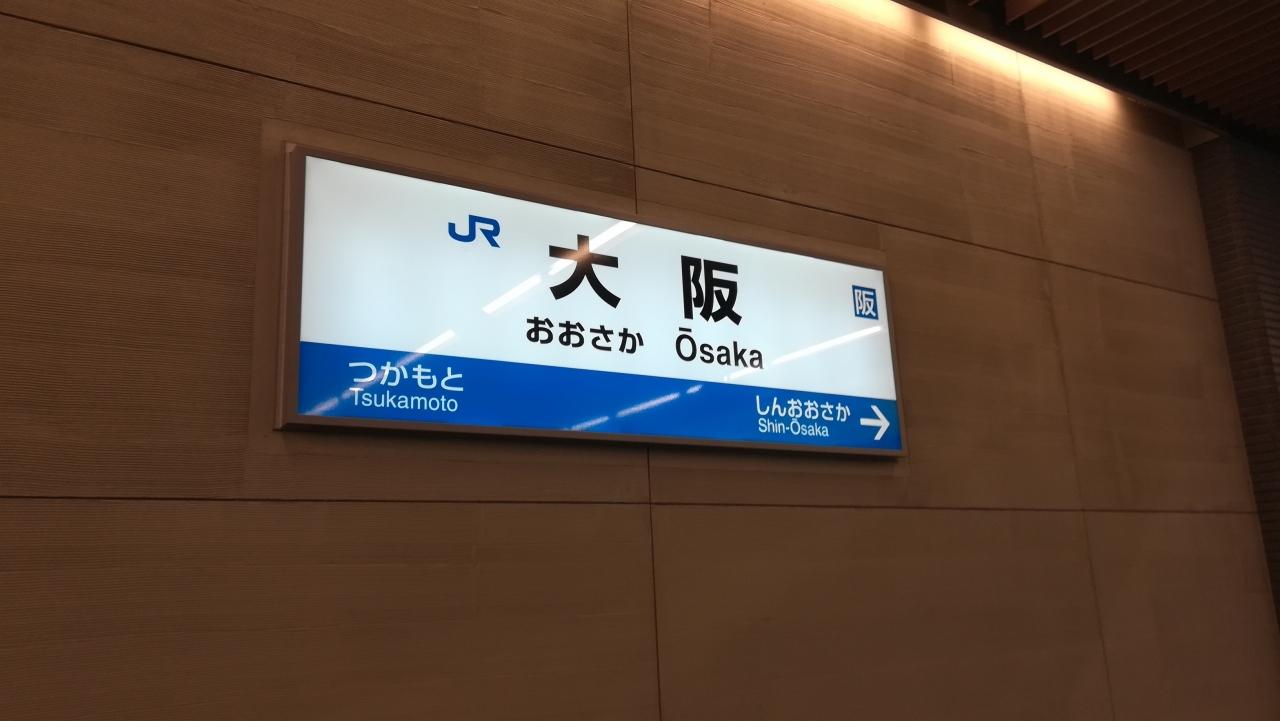 JR
大阪
阪
おおさか Ōsaka
つかもと
Tsukamoto
しんおおさか
Shin-Ōsaka